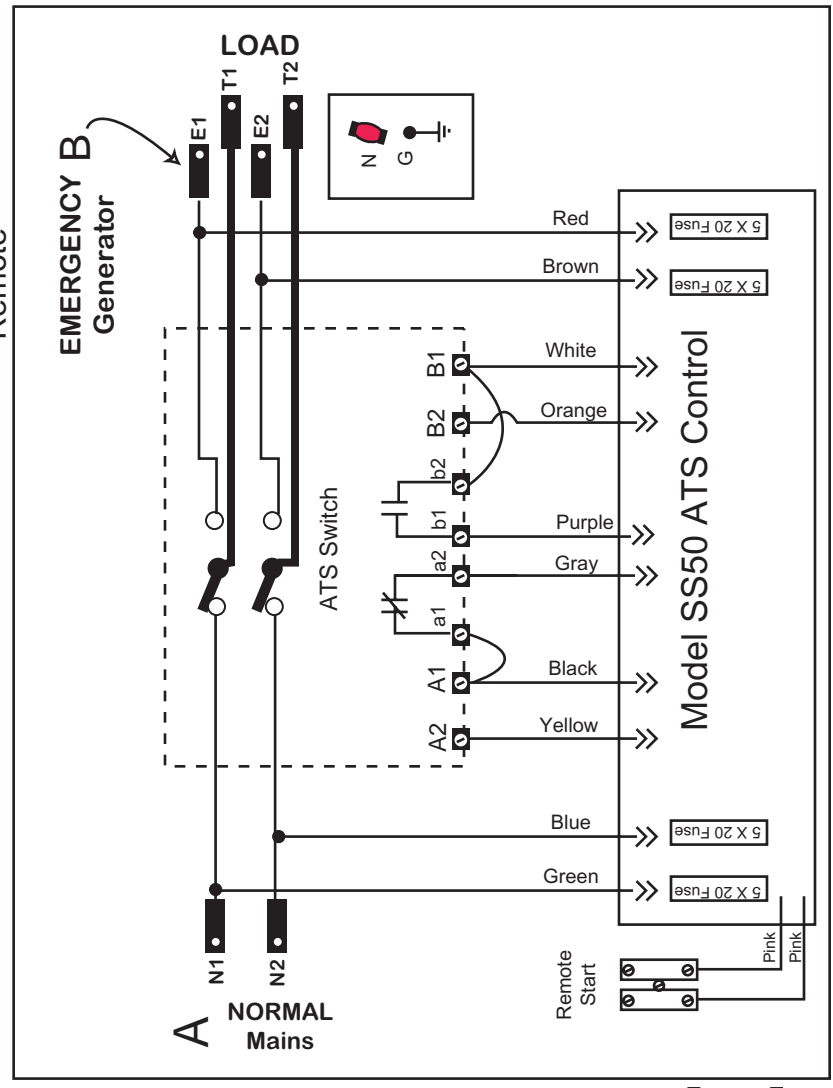 Remote
LOAD
T1
T2
E1
E2
EMERGENCY B
Generator
N
G
Red
5 X 20 Fuse
Brown
5 X 20 Fuse
B1
White
B2
Orange
b2
b1
Purple
a2
Gray
a1
A1
Black
A2
Yellow
ATS Switch
Model SS50 ATS Control
Blue
5 X 20 Fuse
Green
5 X 20 Fuse
N1
N2
A
NORMAL
Mains
Remote
Start
Pink
Pink